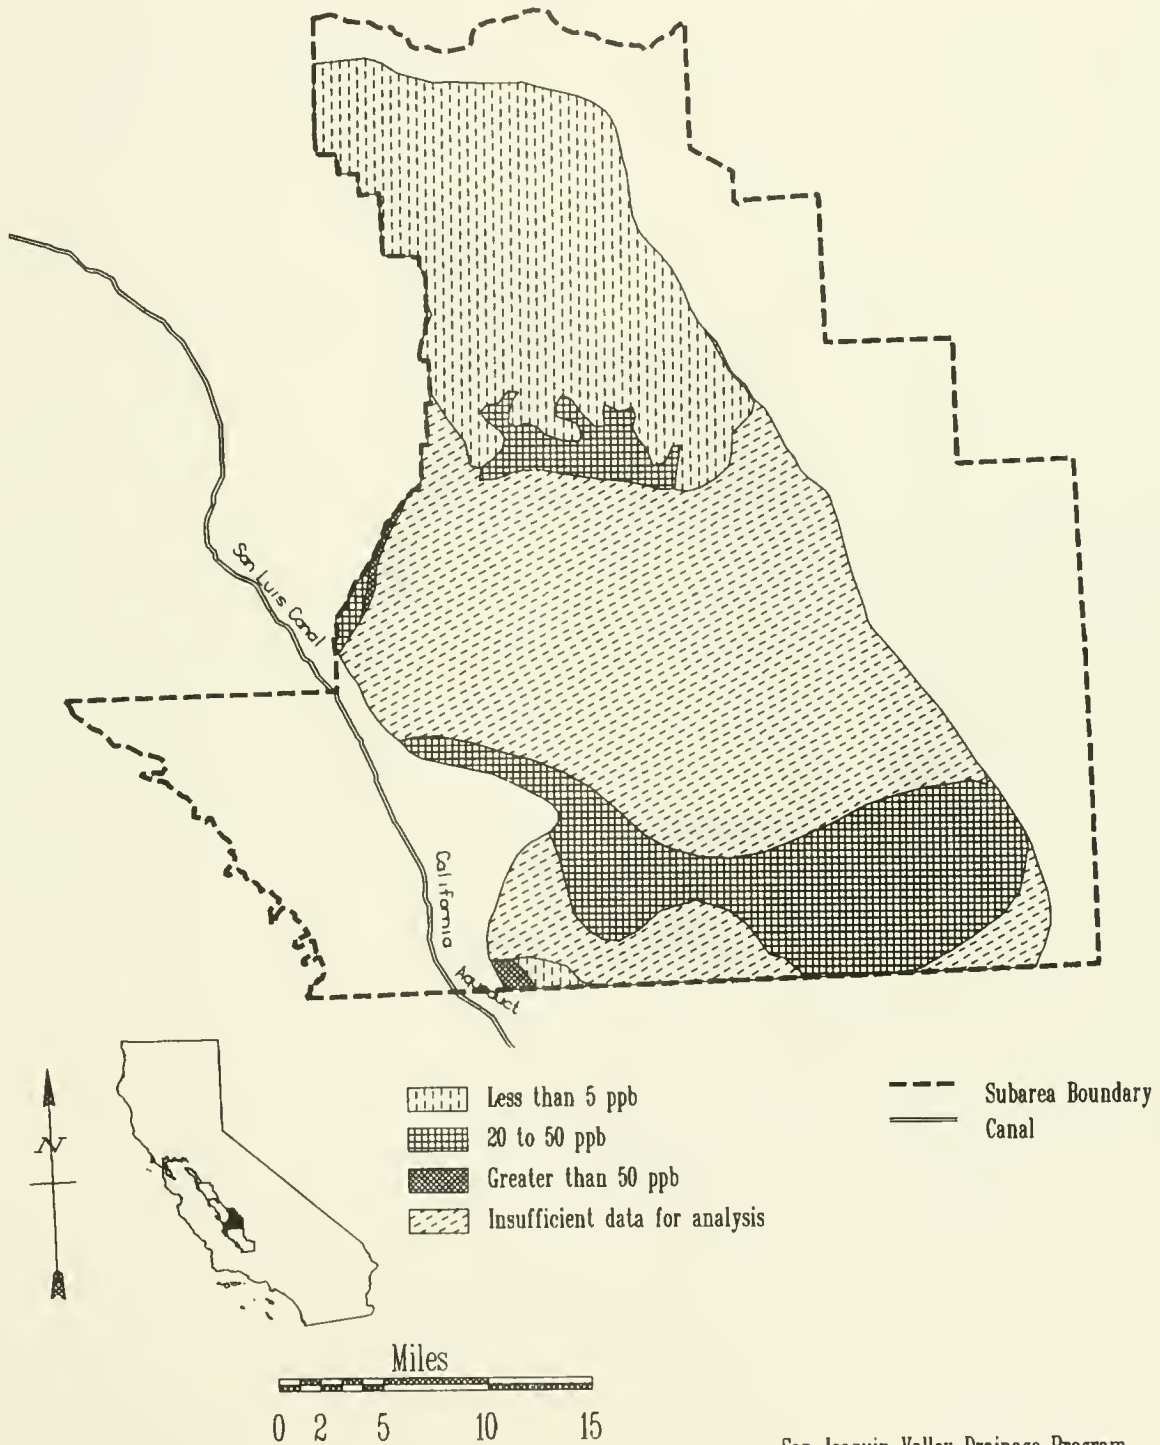 San Luis Canal
California
Aqueduct
N
Less than 5 ppb
20 to 50 ppb
Greater than 50 ppb
Insufficient data for analysis
Subarea Boundary
Canal
Miles
0 2 5 10 15
San Joaquin Valley Drainage Program